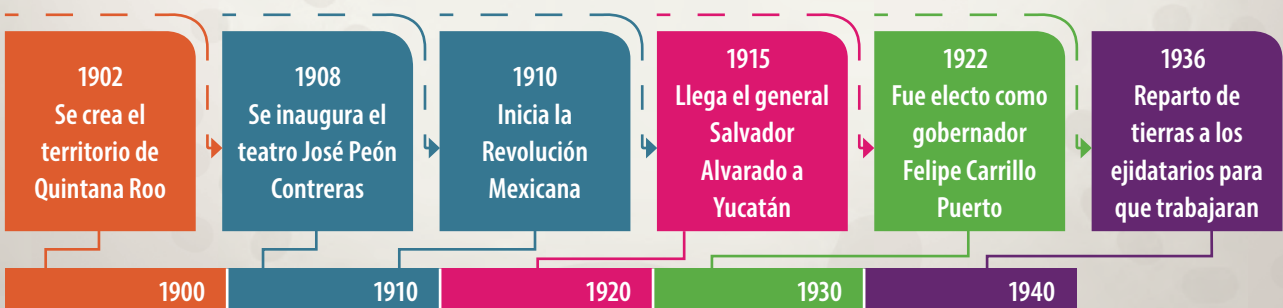 1902
Se crea el
territorio de
Quintana Roo
1908
Se inaugura el
teatro José Peón
Contreras
1910
Inicia la
Revolución
Mexicana
1915
Llega el general
Salvador
Alvarado a
Yucatán
1922
Fue electo como
gobernador
Felipe Carrillo
Puerto
1936
Reparto de
tierras a los
ejidatarios para
que trabajaran
1900
1910
1920
1930
1940